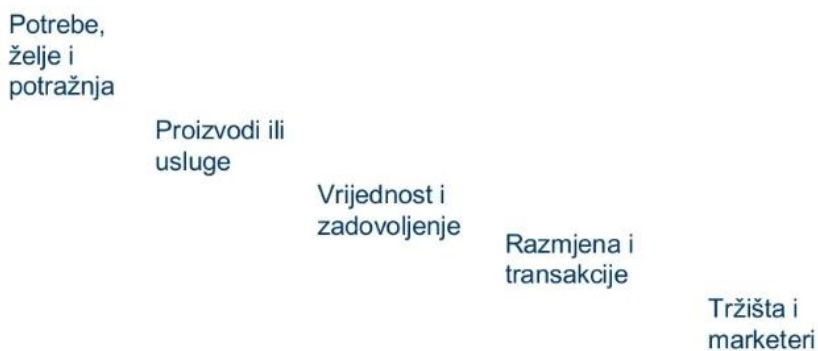 Potrebe,
želje i
potražnja
Proizvodi ili
usluge
Vrijednost i
zadovoljenje
Razmjena i
transakcije
Tržišta i
marketeri